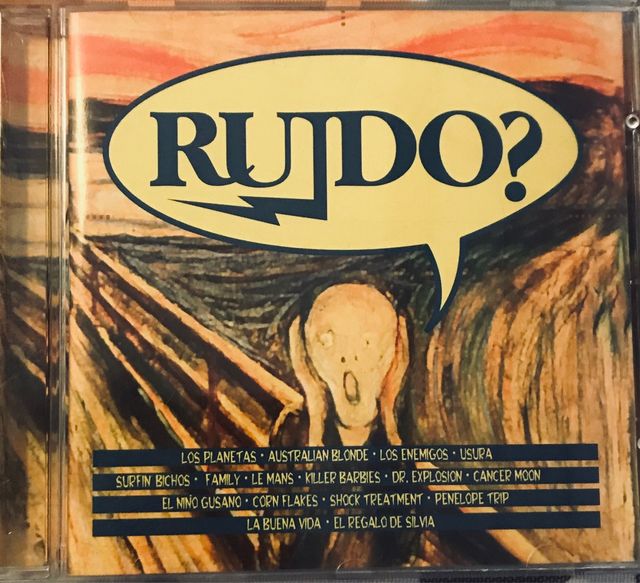 RUIDO?
LOS PLANETAS · AUSTRALIAN BLONDE · LOS ENEMIGOS · USURA
SURFIN' BICHOS · FAMILY · LE MANS · KILLER BARBIES · DR. EXPLOSION · CANCER MOON
EL NIÑO GUSANO · CORN FLAKES · SHOCK TREATMENT · PENELOPE TRIP
LA BUENA VIDA · EL REGALO DE SILVIA